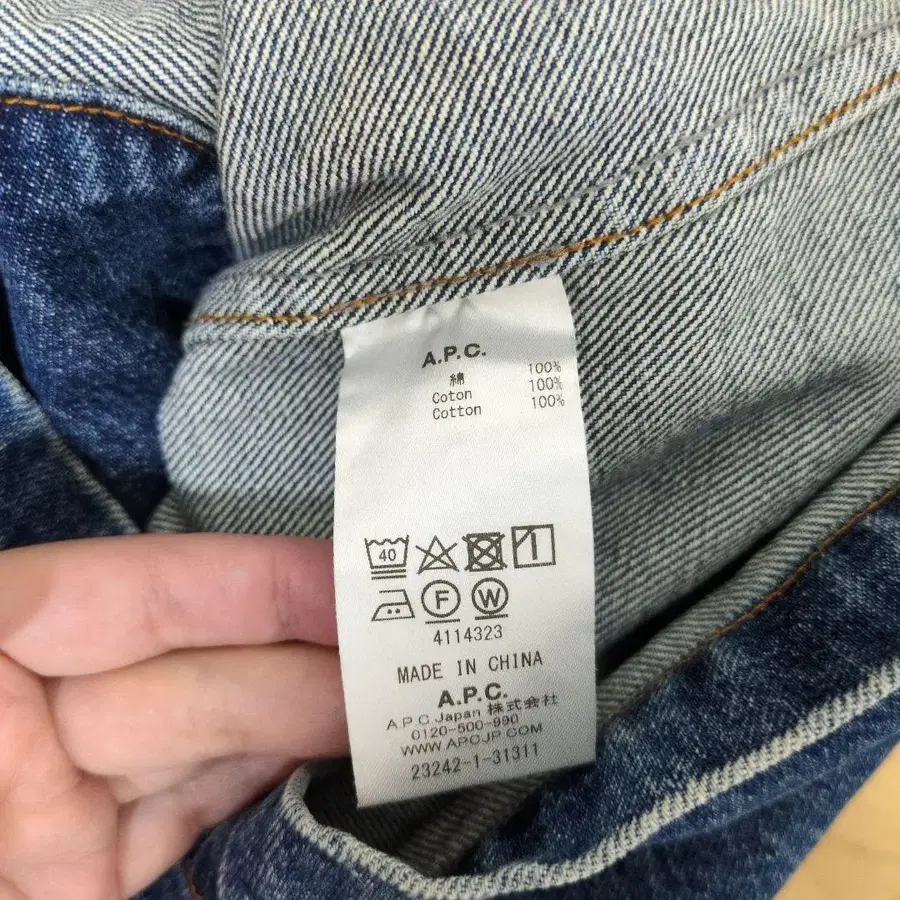 A.P.C.
綿 100%
Coton 100%
Cotton 100%
40
F W
4114323
MADE IN CHINA
A.P.C.
A.P.C.Japan 株式会社
0120-500-990
WWW.APCJP.COM
23242-1-31311